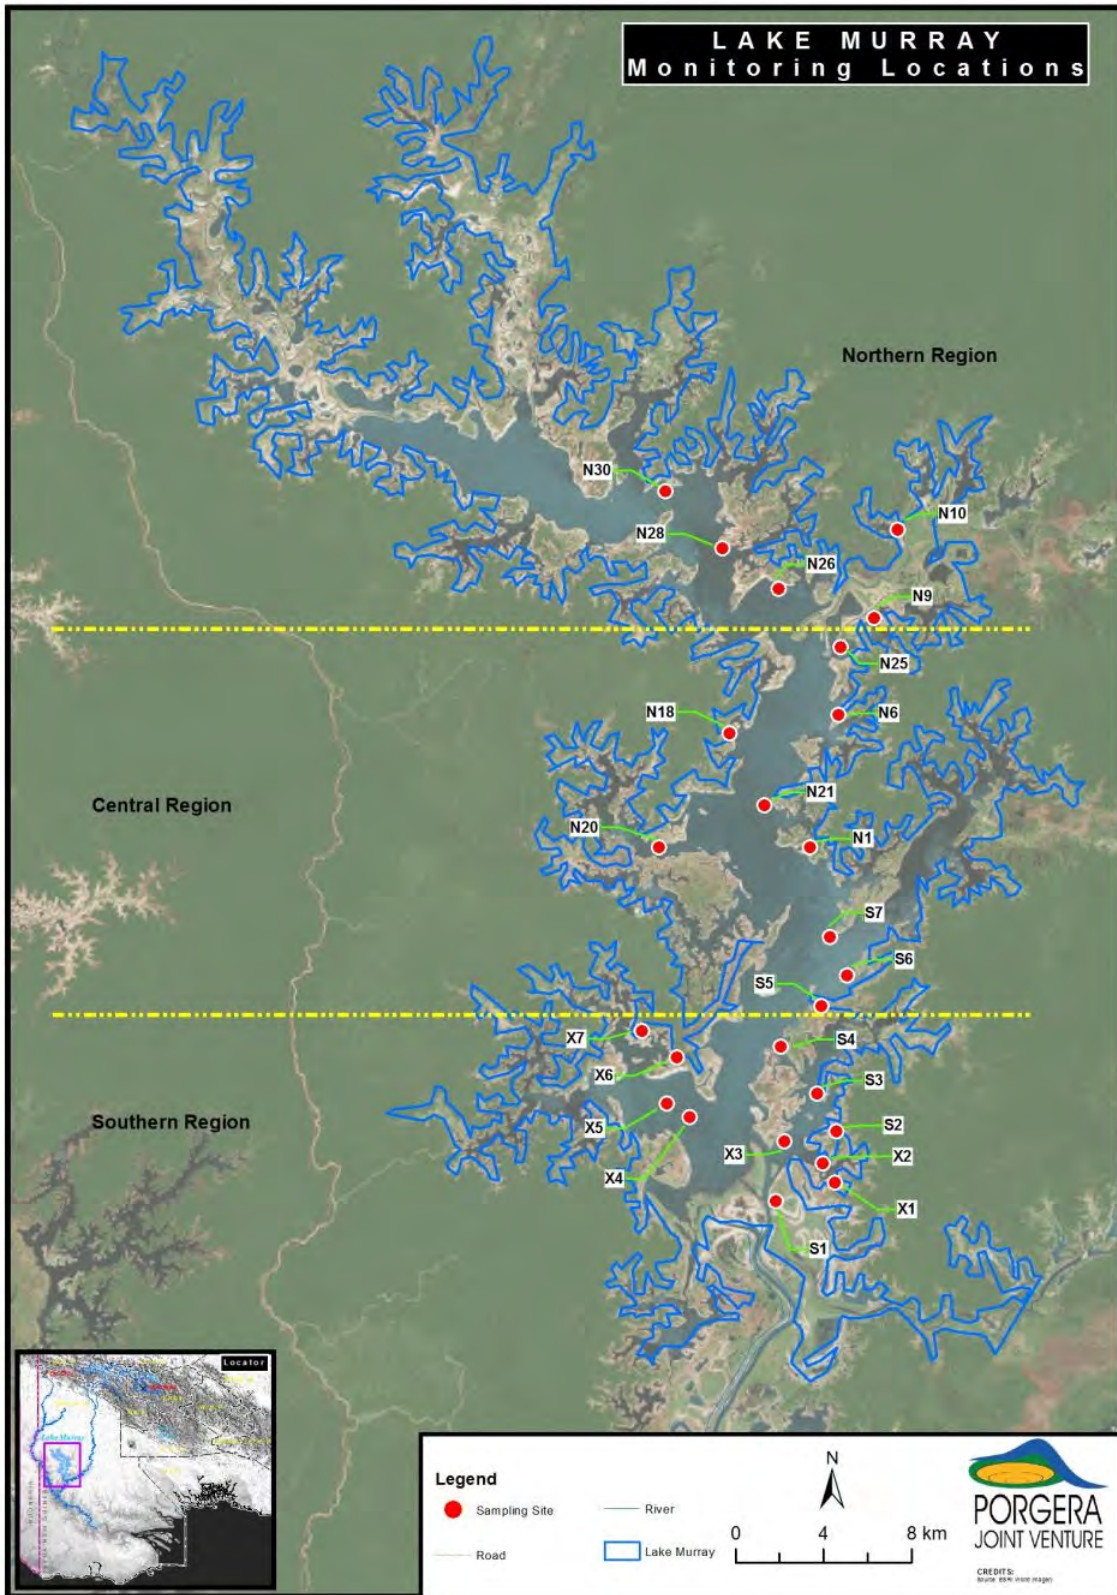 LAKE MURRAY
Monitoring Locations
Northern Region
N30
N10
N28
N26
N9
N25
N18
N6
N21
Central Region
N20
N1
S7
S6
S5
X7
S4
X6
S3
Southern Region
X5
S2
X3
X2
X4
X1
S1
Locator
Lake Murray
Legend
Sampling Site
River
Road
Lake Murray
N
0 4 8 km
PORGERA
JOINT VENTURE
CREDITS: